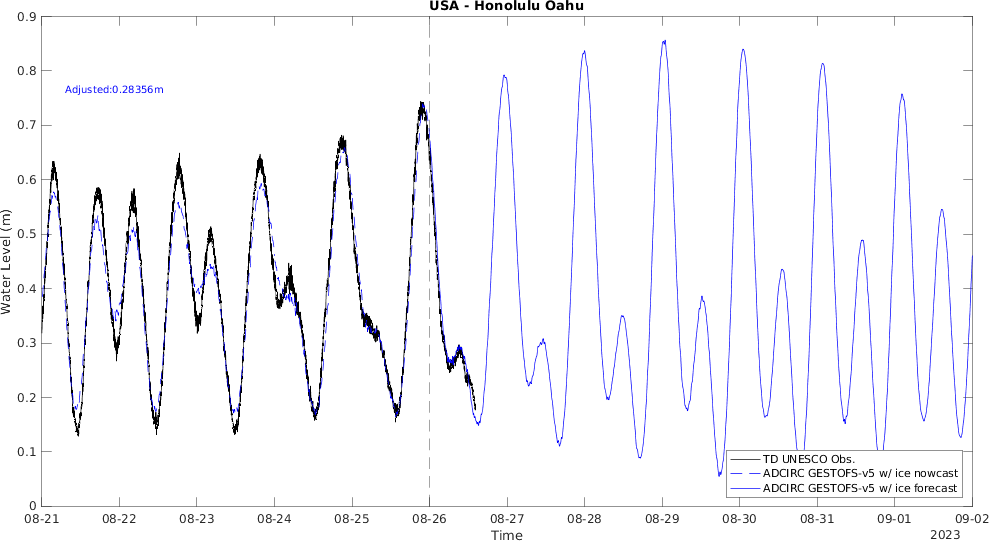 USA - Honolulu Oahu
0.9
0.8
Adjusted:0.28356m
0.7
0.6
0.5
Water Level (m)
0.4
0.3
0.2
0.1
TD UNESCO Obs.
ADCIRC GESTOFS-v5 w/ ice nowcast
ADCIRC GESTOFS-v5 w/ ice forecast
0
08-21 08-22 08-23 08-24 08-25 08-26 08-27 08-28 08-29 08-30 08-31 09-01 09-02
Time 2023